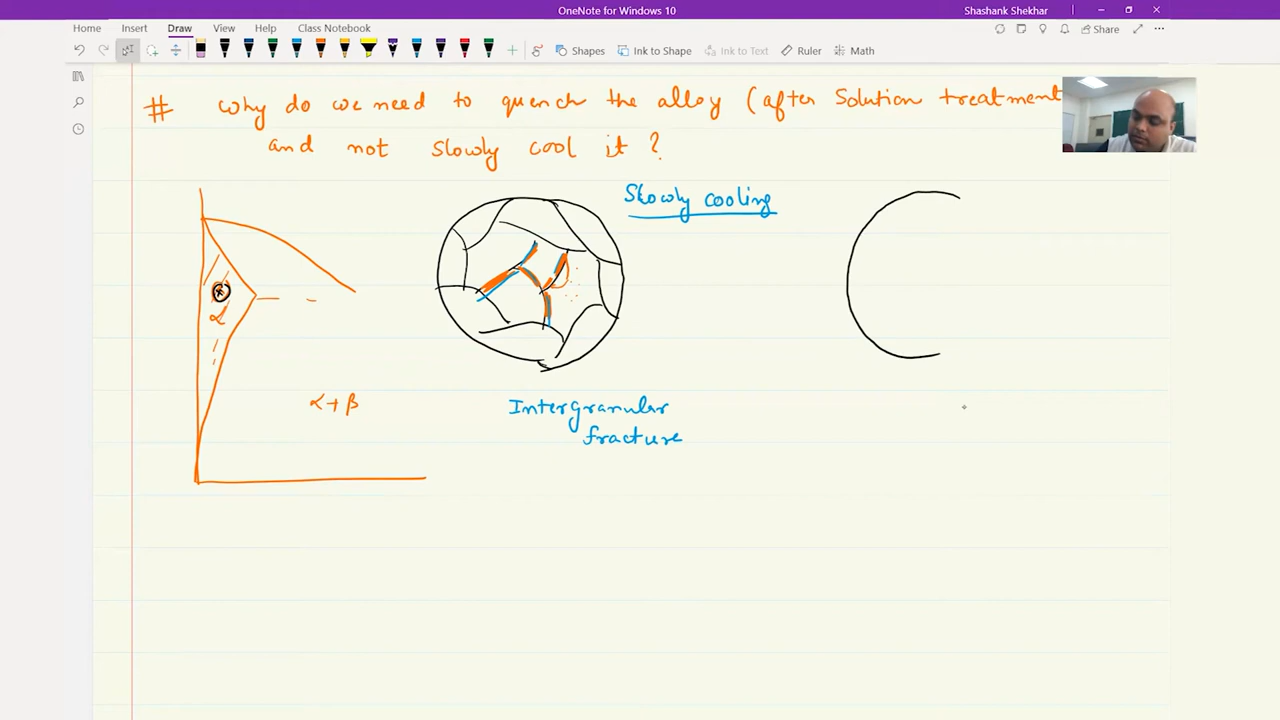 OneNote for Windows 10
Shashank Shekhar
Home Insert Draw View Help Class Notebook
Share
Shapes Ink to Shape Ink to Text Ruler Math
# Why do we need to quench the alloy (after Solution treatment
and not slowly cool it ?
Slowly cooling
α
α+β
Intergranular
fracture